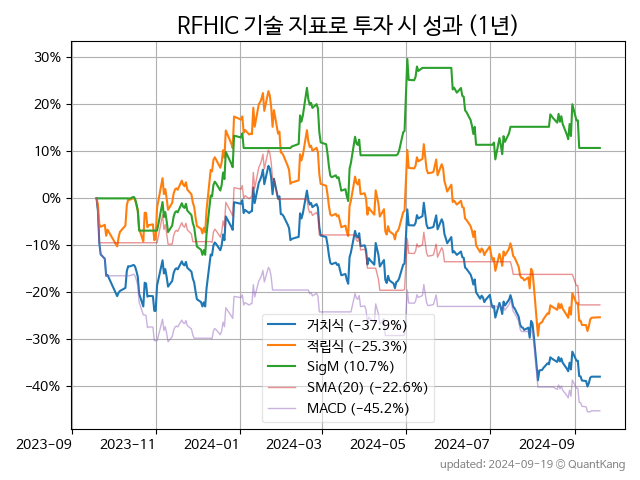 RFHIC 기술 지표로 투자 시 성과 (1년)
30%
20%
10%
0%
−10%
−20%
−30%
−40%
거치식 (−37.9%)
적립식 (−25.3%)
SigM (10.7%)
SMA(20) (−22.6%)
MACD (−45.2%)
2023-09 2023-11 2024-01 2024-03 2024-05 2024-07 2024-09
updated: 2024-09-19 @ QuantKang